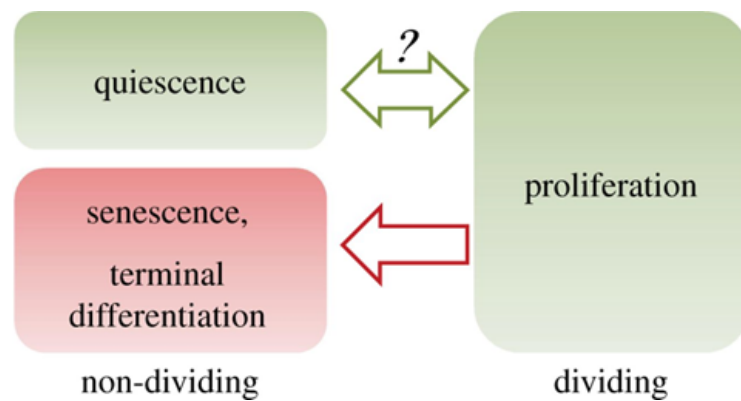 quiescence
?
proliferation
senescence,
terminal
differentiation
non-dividing
dividing